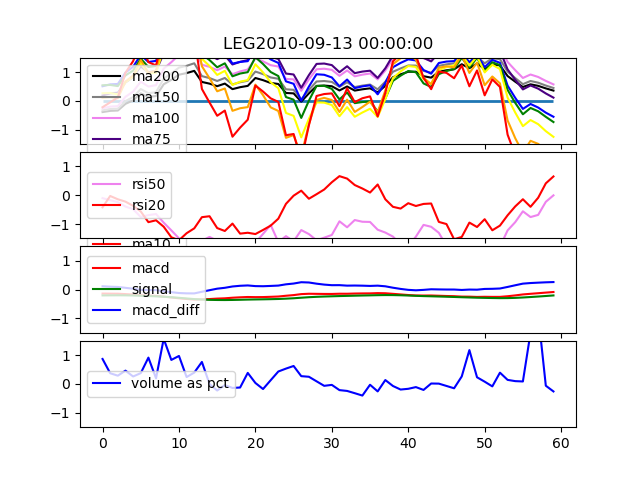 LEG2010-09-13 00:00:00
1
0
−1
ma200
ma150
ma100
ma75
1
0
−1
rsi50
rsi20
ma10
1
0
−1
macd
signal
macd_diff
1
0
−1
volume as pct
0 10 20 30 40 50 60